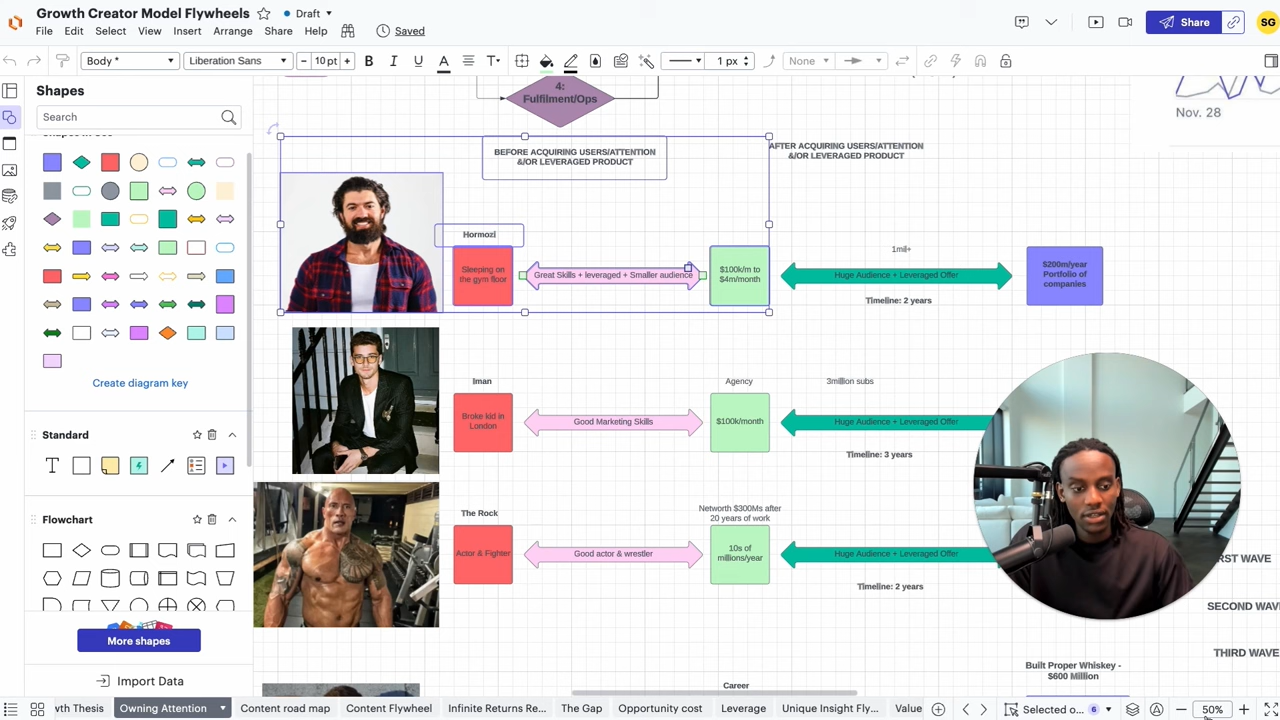 Growth Creator Model Flywheels
Draft
File Edit Select View Insert Arrange Share Help Saved
Share
SG
Body *
Liberation Sans
10 pt
B I U A T
1 px
None
Shapes
Search
Create diagram key
Standard
T
Flowchart
More shapes
Import Data
4:
Fulfilment/Ops
Nov. 28
BEFORE ACQUIRING USERS/ATTENTION
&/OR LEVERAGED PRODUCT
AFTER ACQUIRING USERS/ATTENTION
&/OR LEVERAGED PRODUCT
Hormozi
Sleeping on
the gym floor
Great Skills + leveraged + Smaller audience
$100k/m to
$4m/month
1mil+
Huge Audience + Leveraged Offer
Timeline: 2 years
$200m/year
Portfolio of
companies
Iman
Broke kid in
London
Good Marketing Skills
Agency
$100k/month
3million subs
Huge Audience + Leveraged Offer
Timeline: 3 years
The Rock
Actor & Fighter
Good actor & wrestler
Networth $300Ms after
20 years of work
10s of
millions/year
Huge Audience + Leveraged Offer
Timeline: 2 years
RST WAVE
SECOND WAVE
THIRD WAVE
Built Proper Whiskey -
$600 Million
Career
wth Thesis
Owning Attention
Content road map
Content Flywheel
Infinite Returns Re...
The Gap
Opportunity cost
Leverage
Unique Insight Fly...
Value
Selected o...
6
50%